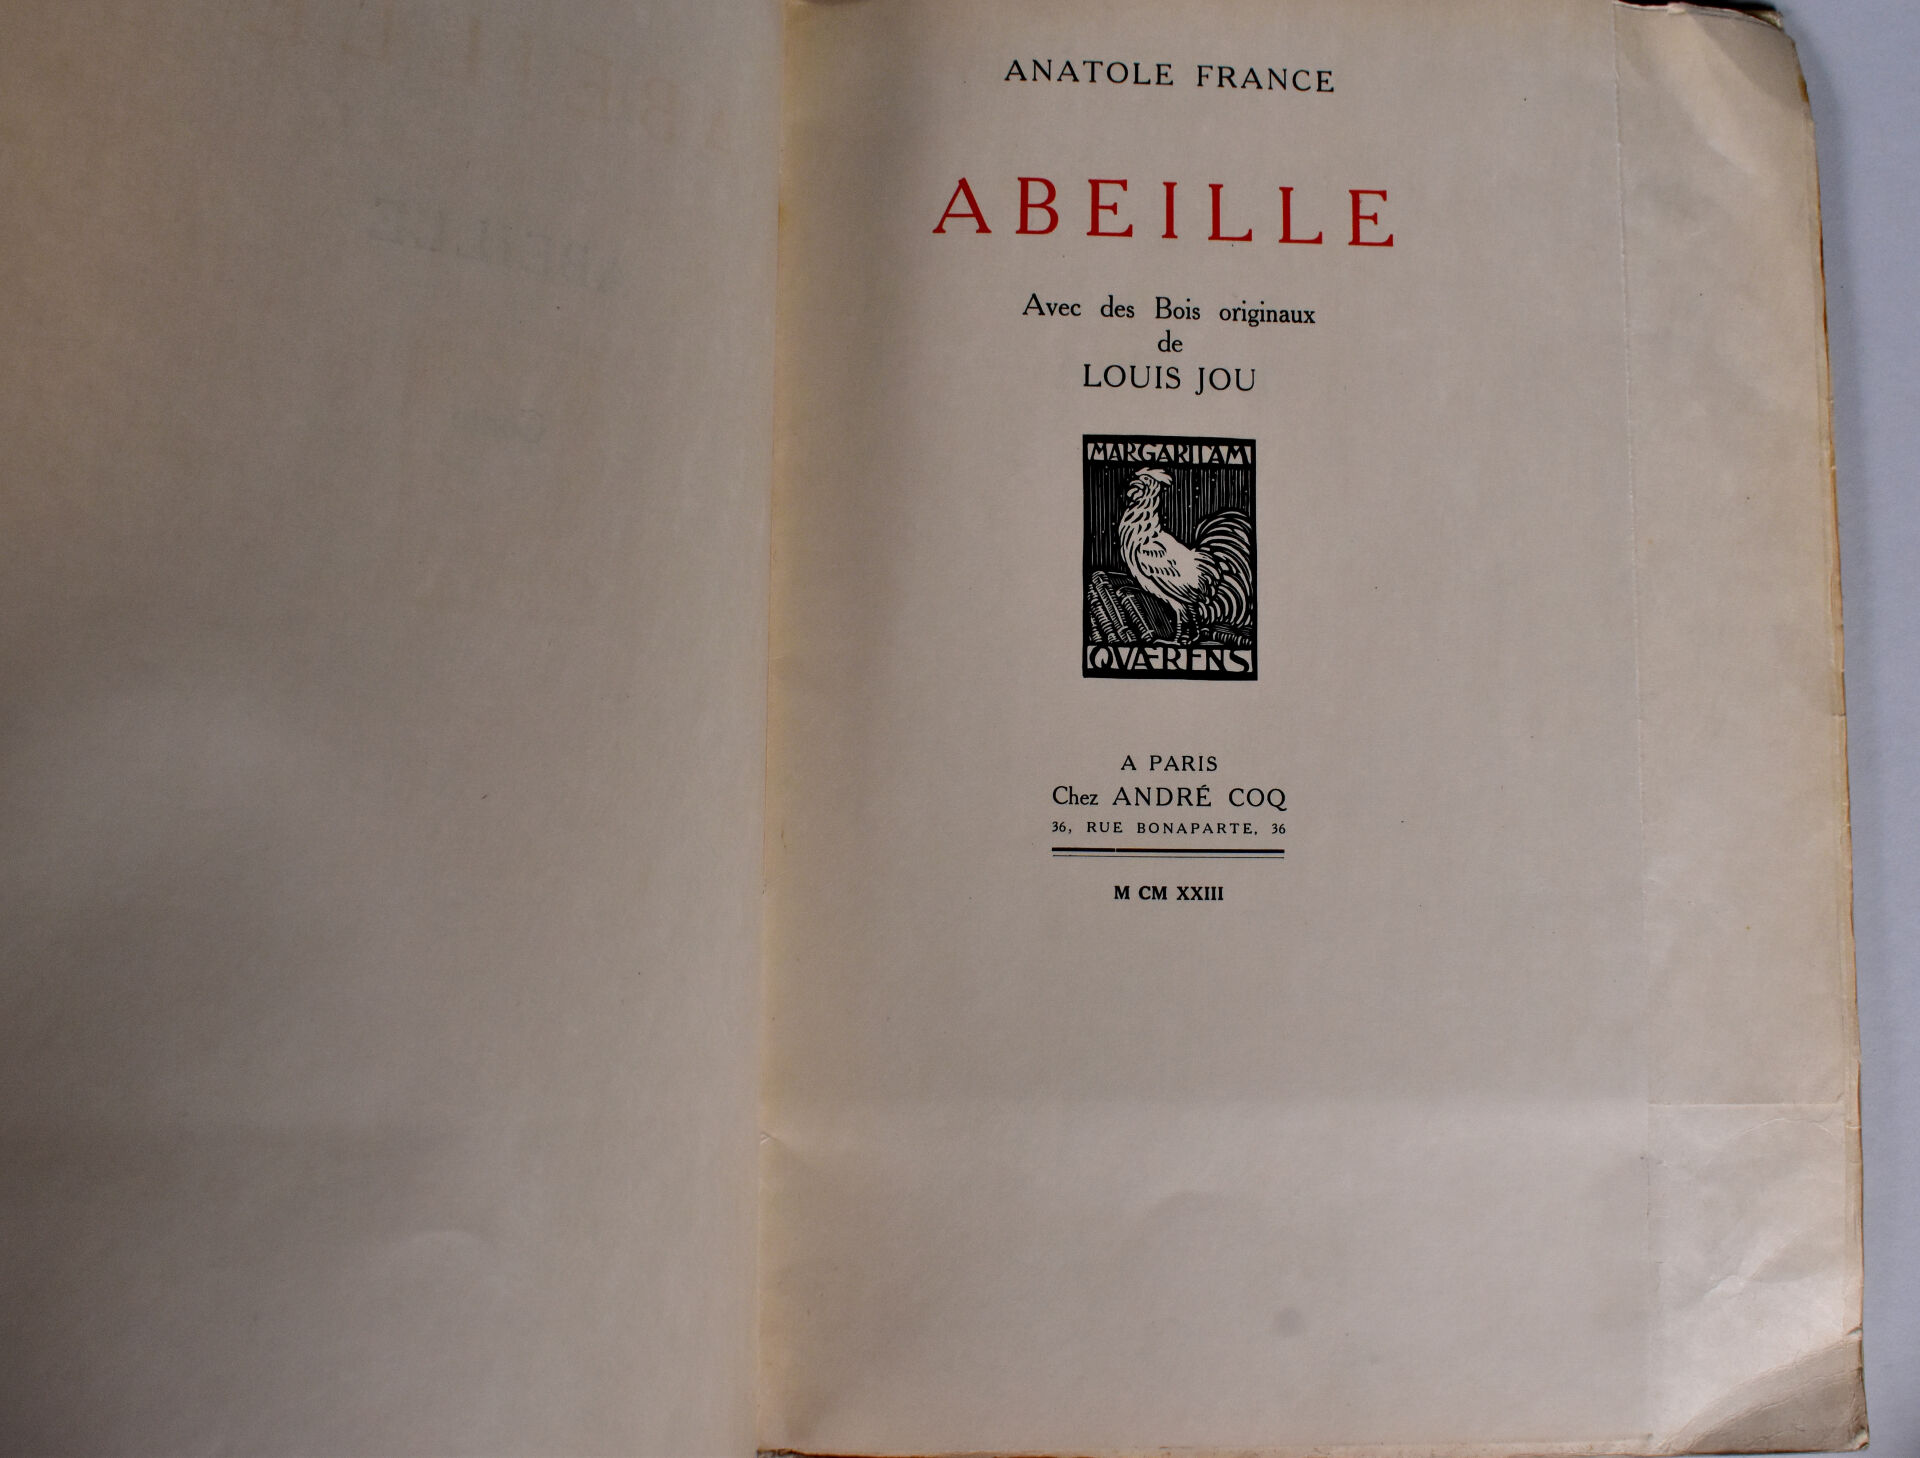 ANATOLE FRANCE
ABEILLE
Avec des Bois originaux
de
LOUIS JOU
MARGARITAM
QVÆRENS
A PARIS
Chez ANDRÉ COQ
36, RUE BONAPARTE, 36
M CM XXIII